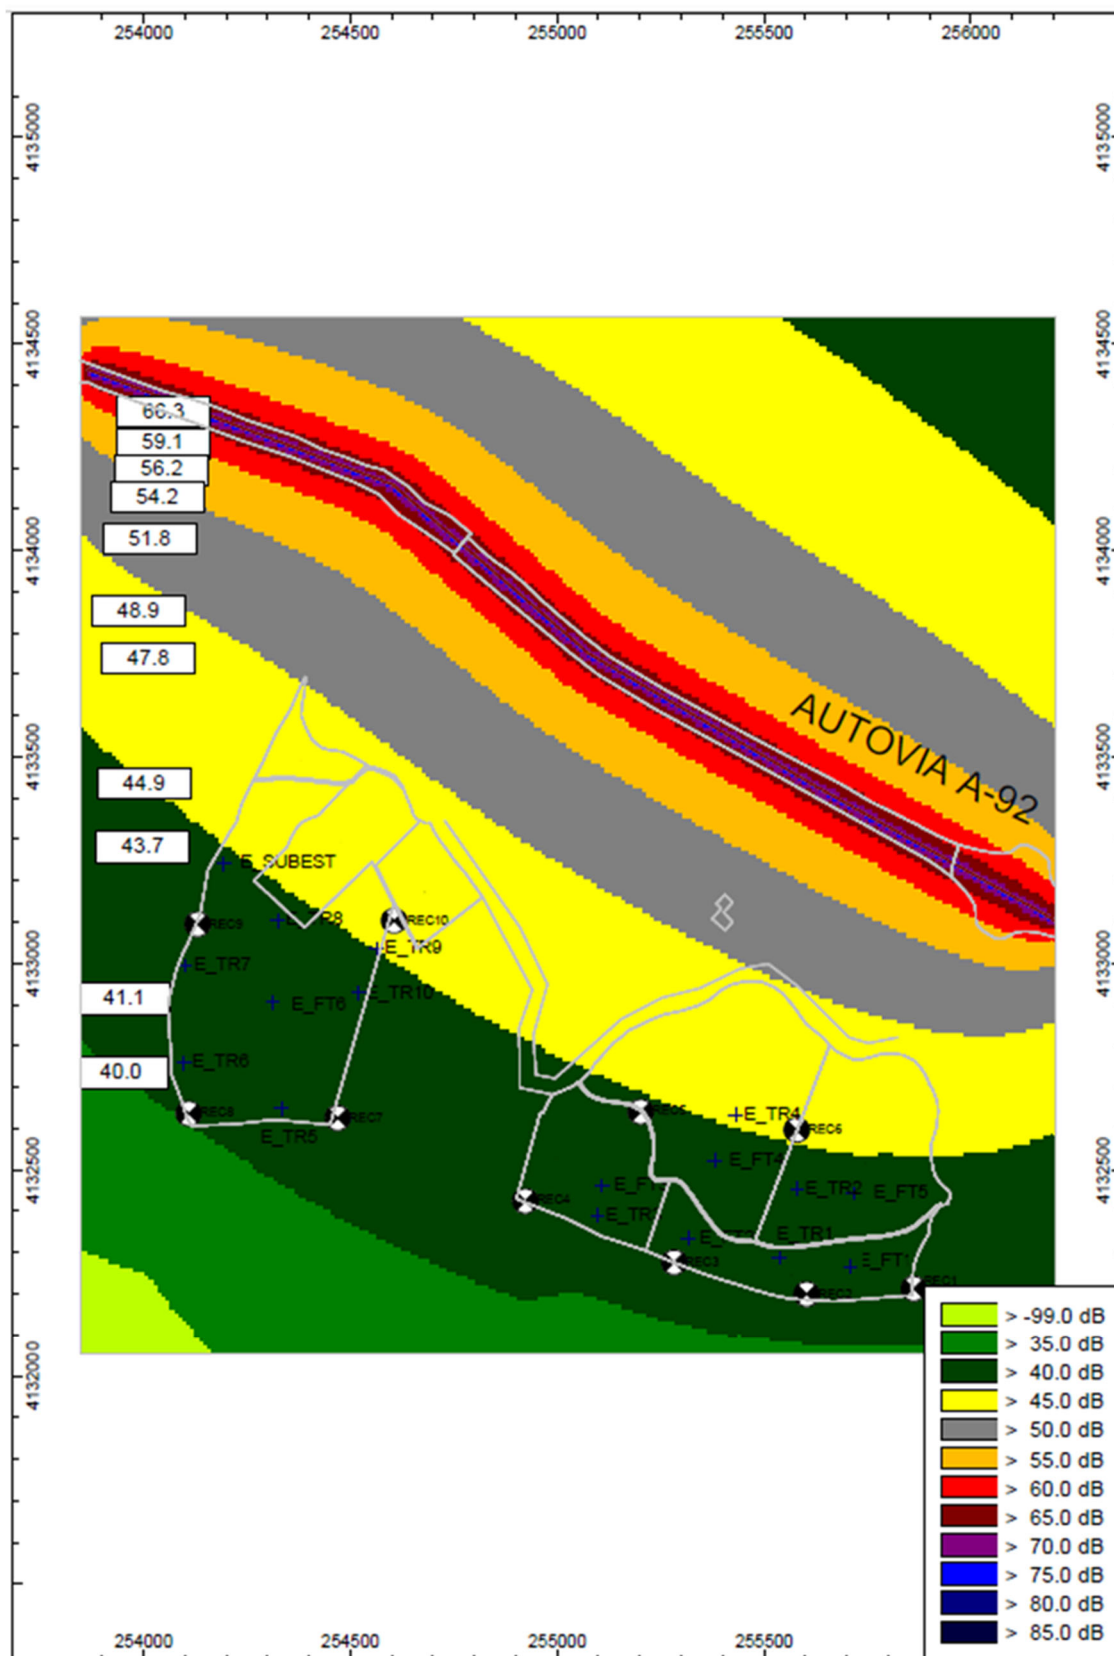 254000 254500 255000 255500 256000
4135000 4135000
4134500 4134500
66.3
59.1
56.2
54.2
51.8
4134000 4134000
48.9
47.8
AUTOVIA A-92
4133500 4133500
44.9
43.7
E_SUBEST
E_TR8
REC10
REC9
E_TR9
E_TR7
4133000 4133000
E_TR10
41.1
E_FT6
E_TR6
40.0
REC8
REC7
E_TR5
REC5
E_TR4
REC6
E_FT4
4132500 4132500
E_TR2
E_FT5
REC4
E_TR1
REC3
E_FT1
REC1
REC2
4132000
> -99.0 dB
> 35.0 dB
> 40.0 dB
> 45.0 dB
> 50.0 dB
> 55.0 dB
> 60.0 dB
> 65.0 dB
> 70.0 dB
> 75.0 dB
> 80.0 dB
> 85.0 dB
254000 254500 255000 255500